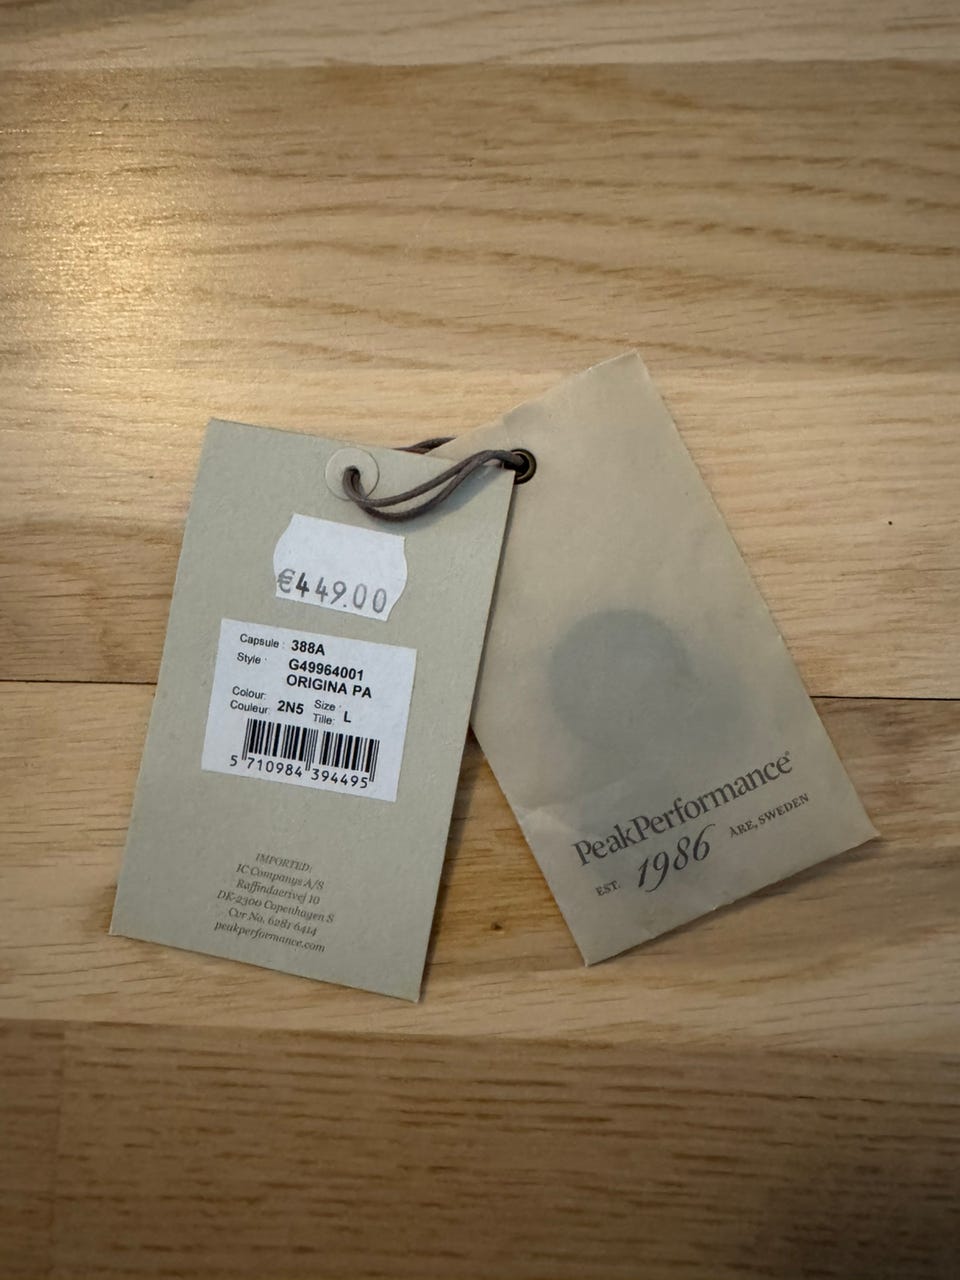 €449.00
Capsule : 388A
Style : G49964001
ORIGINA PA
Colour: Size :
Couleur: 2N5 Tille: L
5 710984 394495
IMPORTED:
IC Companys A/S
Raffinaderivej 10
DK-2300 Copenhagen S
Cvr No. 6281 6414
peakperformance.com
PeakPerformance®
EST. 1986 ÅRE, SWEDEN